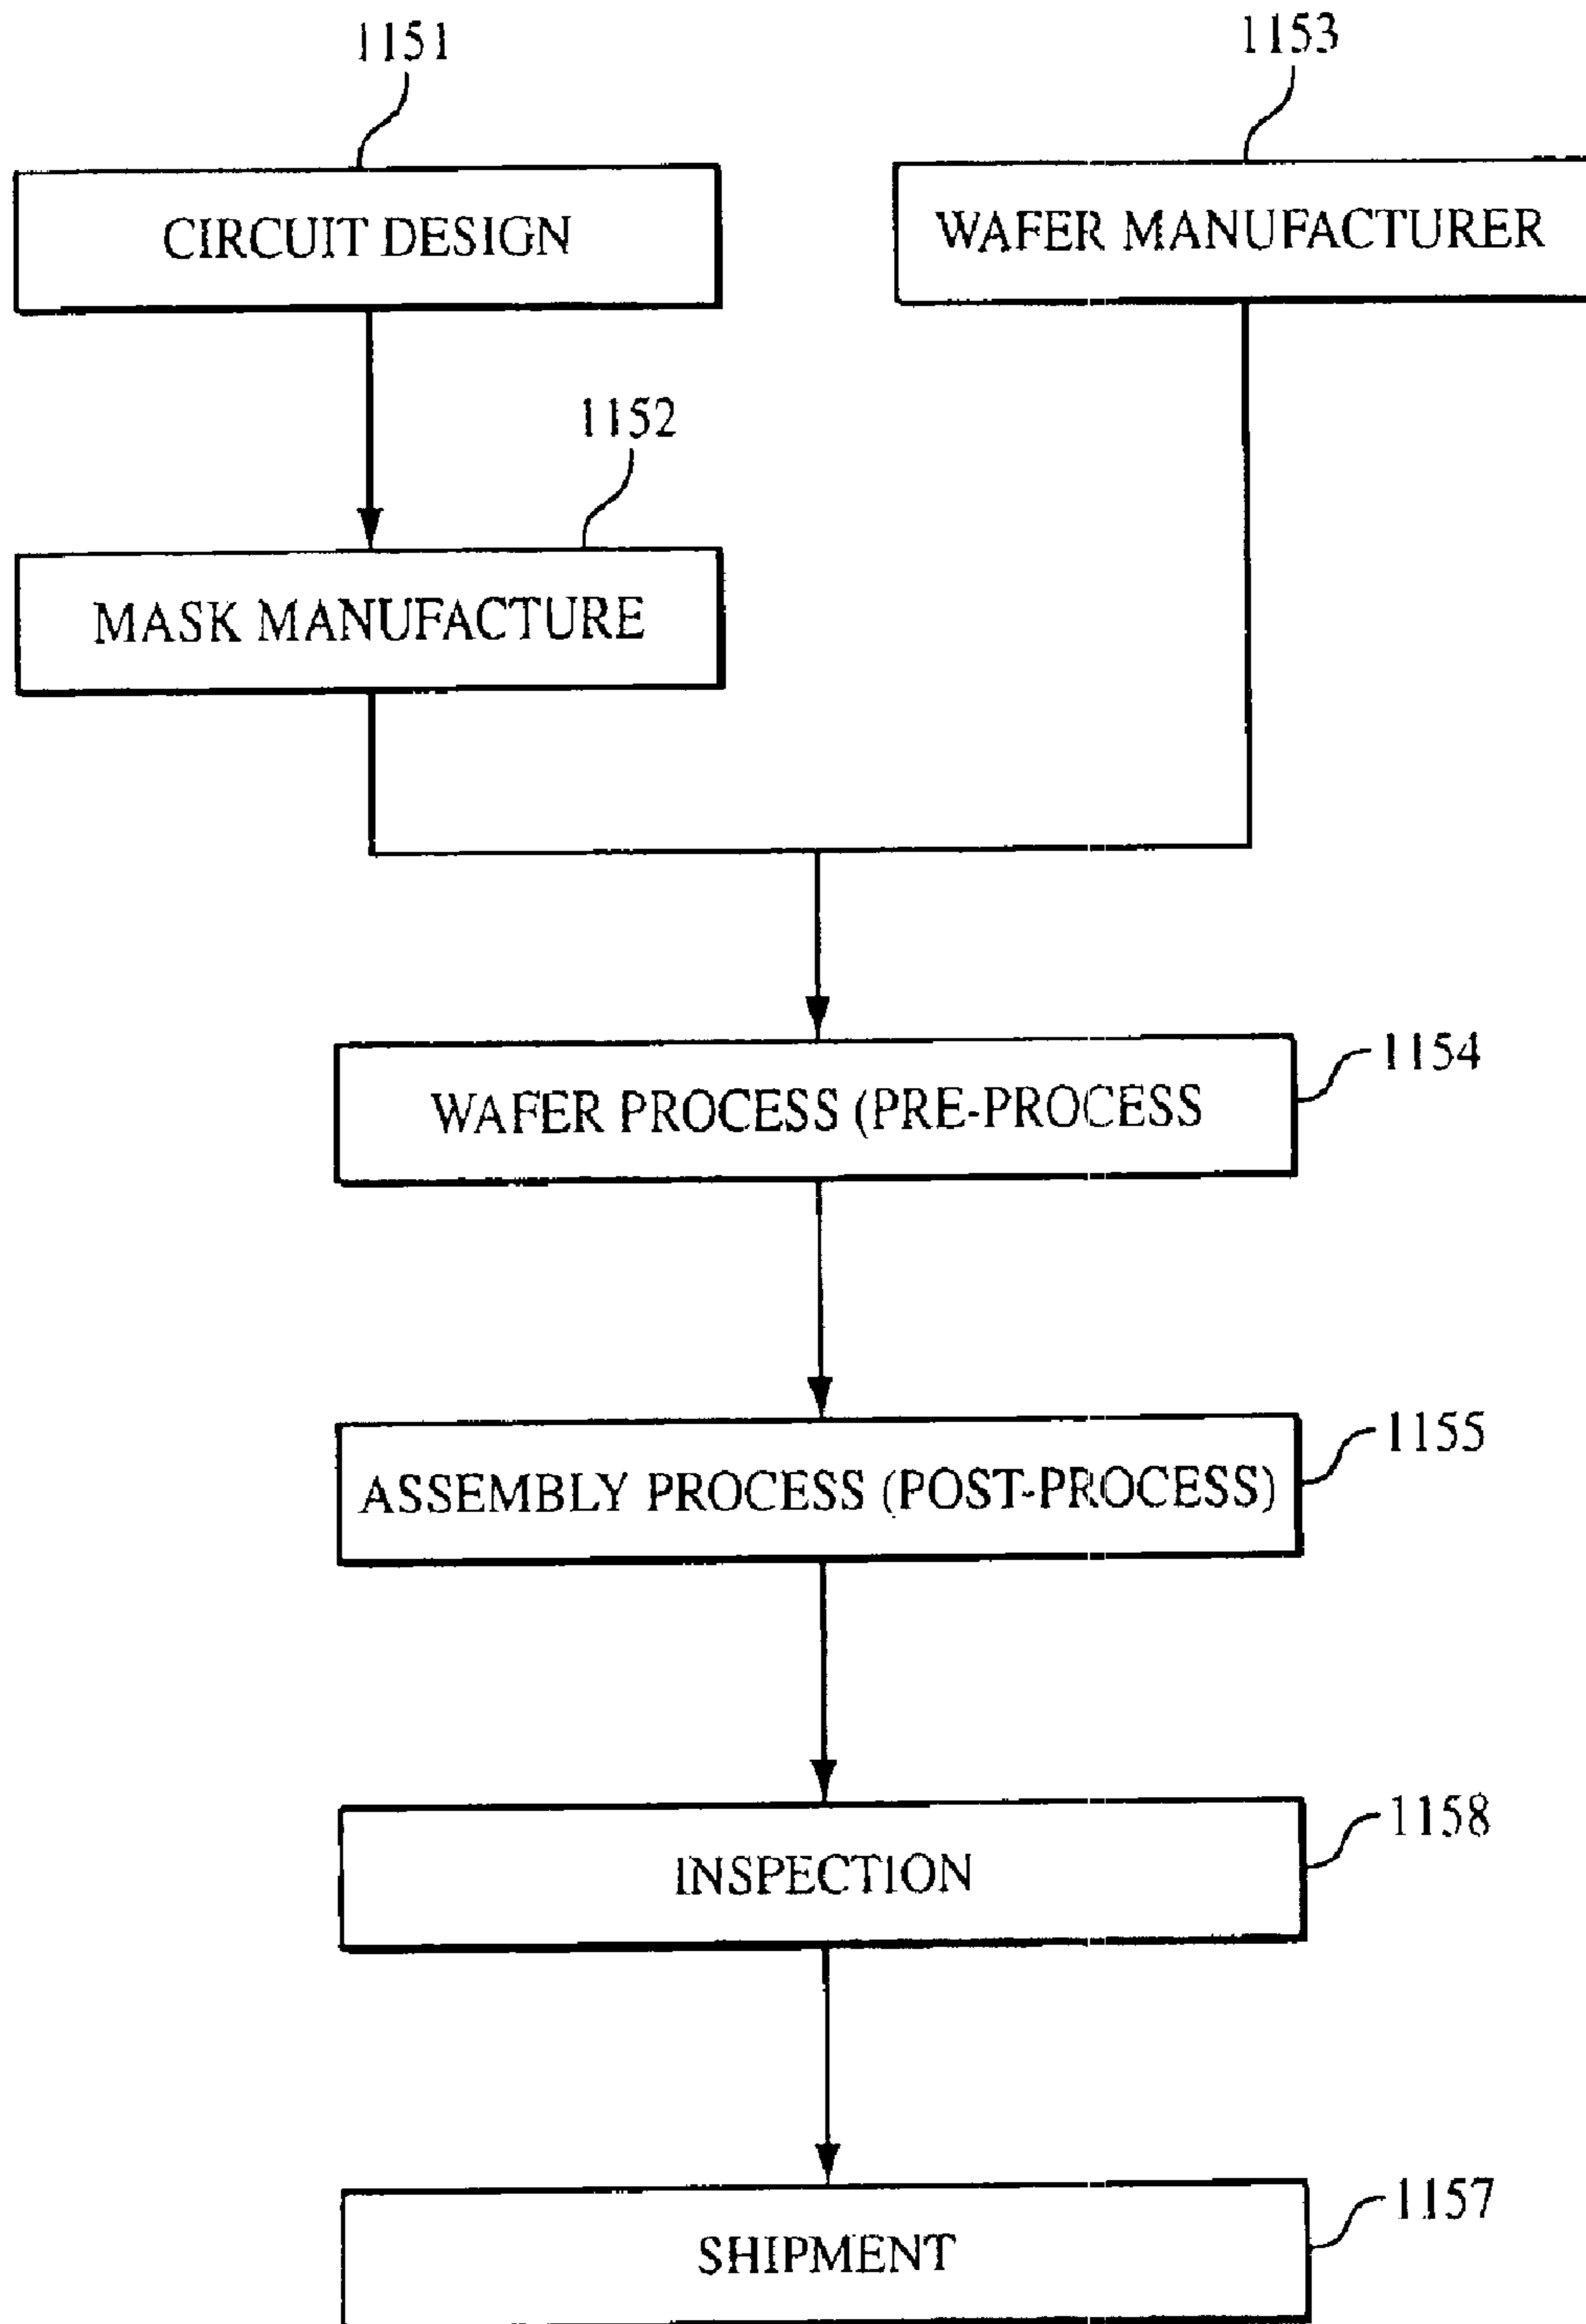 1151
1153
CIRCUIT DESIGN
WAFER MANUFACTURER
1152
MASK MANUFACTURE
1154
WAFER PROCESS (PRE-PROCESS
1155
ASSEMBLY PROCESS (POST-PROCESS)
1158
INSPECTION
1157
SHIPMENT